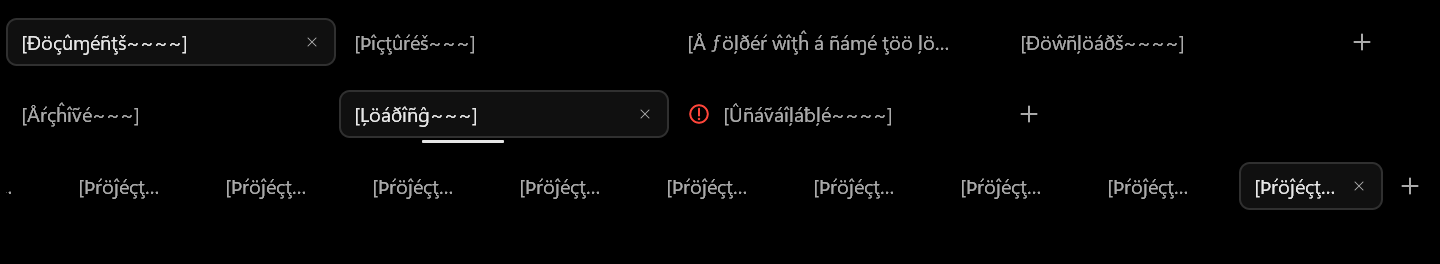 [Ðöçûɱéñţš~~~~] [Þîçţûŕéš~~~] [Å ƒöļðéŕ ŵîţĥ á ñáɱé ţöö ļö... [Ðöŵñļöáðš~~~~]
[Åŕçĥîṽé~~~] [Ļöáðîñĝ~~~] [Ûñáṽáîļáƀļé~~~~]
. [Þŕöĵéçţ... [Þŕöĵéçţ... [Þŕöĵéçţ... [Þŕöĵéçţ... [Þŕöĵéçţ... [Þŕöĵéçţ... [Þŕöĵéçţ... [Þŕöĵéçţ... [Þŕöĵéçţ...